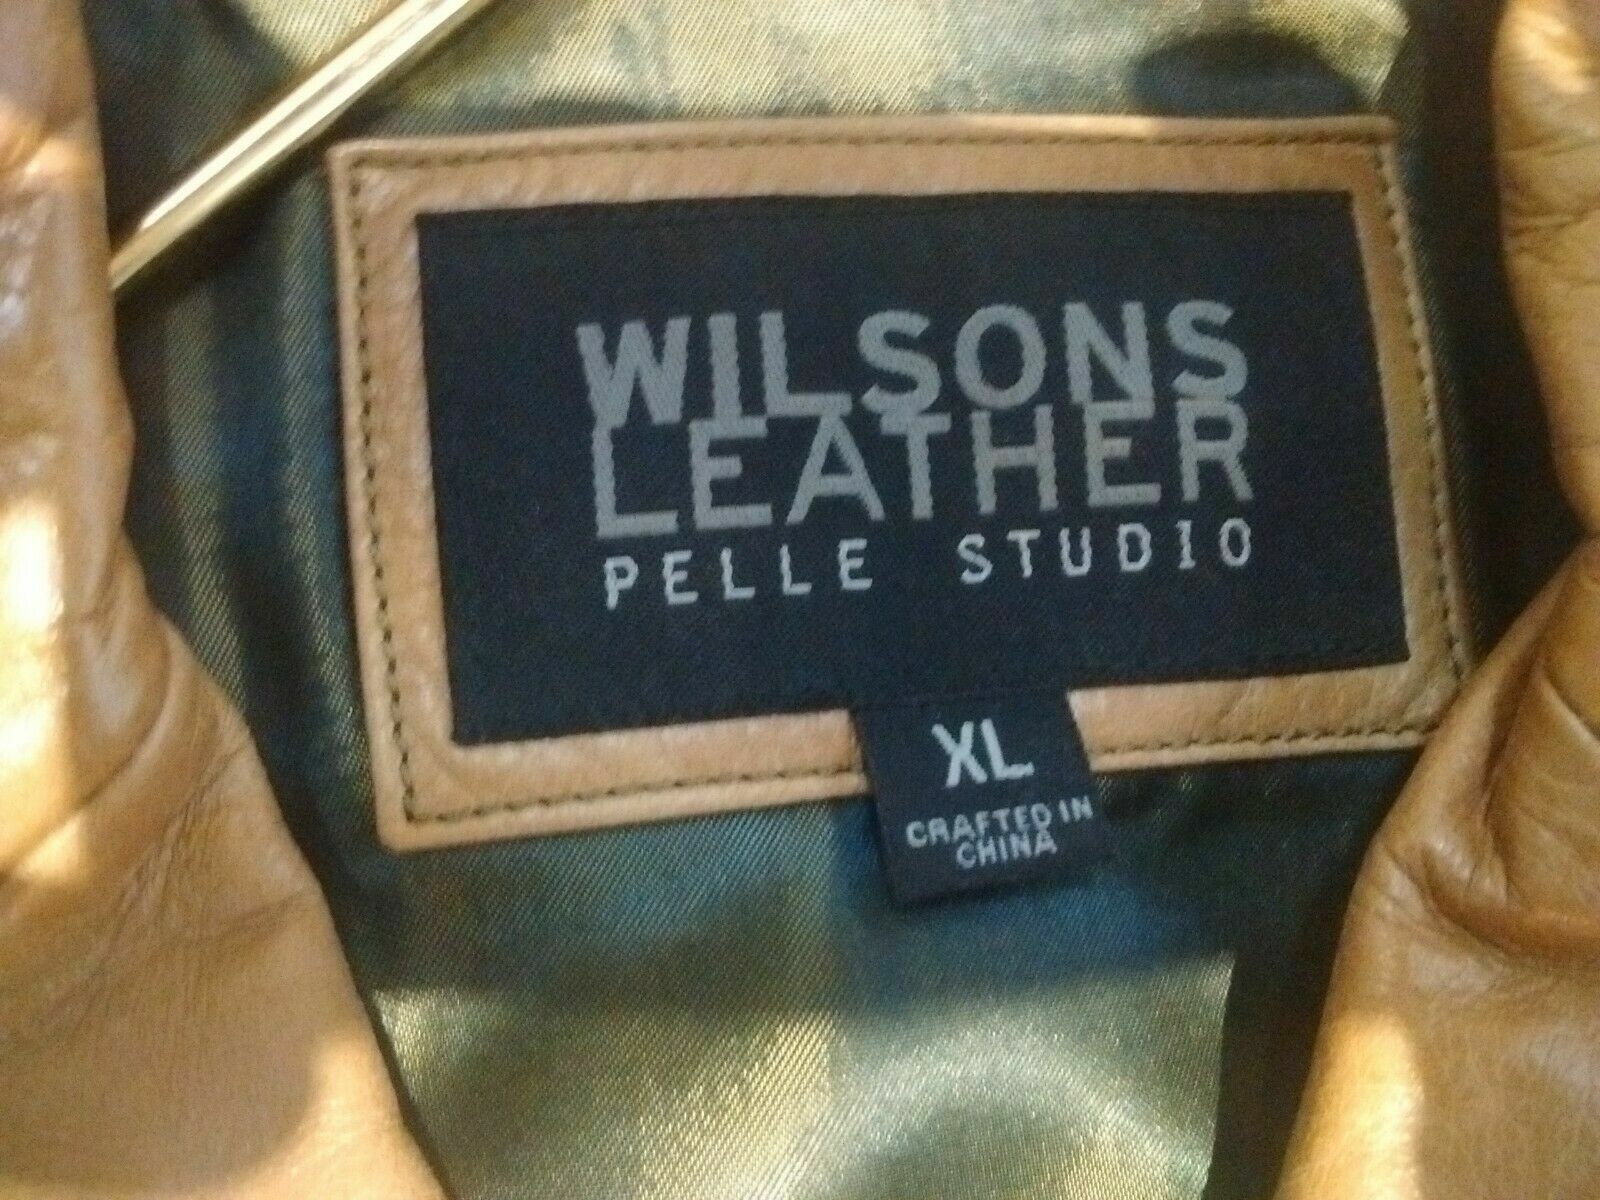 WILSONS
LEATHER
PELLE STUDIO
XL
CRAFTED IN
CHINA